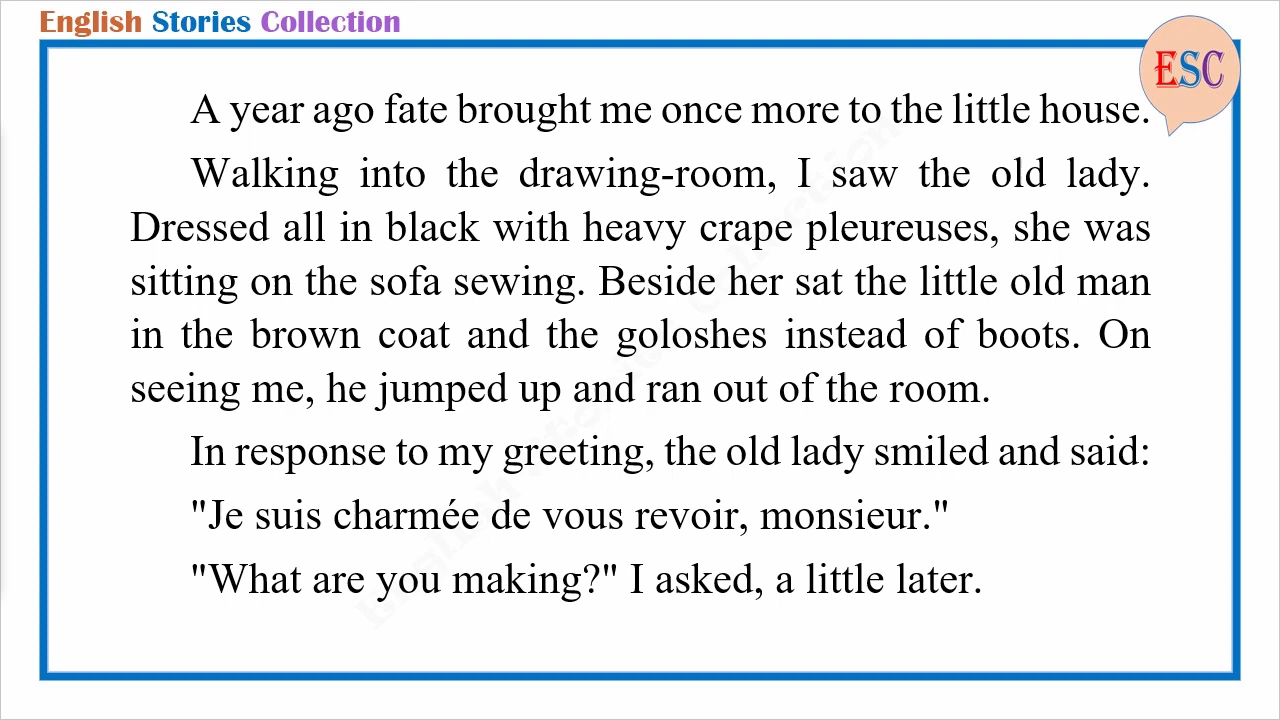 English Stories Collection
ESC
A year ago fate brought me once more to the little house.
Walking into the drawing-room, I saw the old lady.
Dressed all in black with heavy crape pleureuses, she was
sitting on the sofa sewing. Beside her sat the little old man
in the brown coat and the goloshes instead of boots. On
seeing me, he jumped up and ran out of the room.
In response to my greeting, the old lady smiled and said:
"Je suis charmée de vous revoir, monsieur."
"What are you making?" I asked, a little later.
English Stories Collection